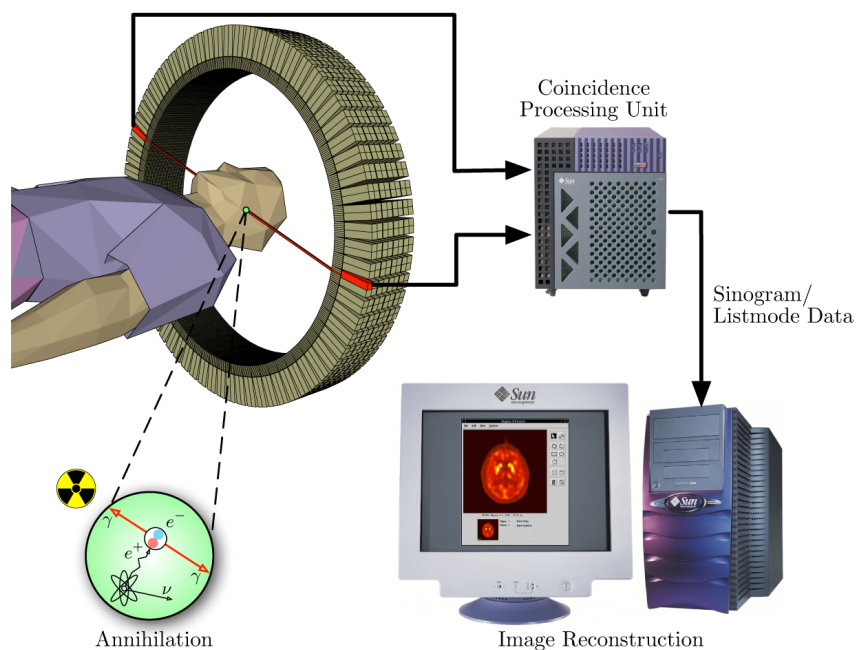 Coincidence
Processing Unit
Sun
Sinogram/
Listmode Data
Sun
Sun
γ
e⁻
e⁺
γ
ν
Annihilation
Image Reconstruction